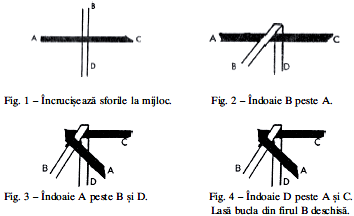 B
A C
D
Fig. 1 – Încrucișează sforile la mijloc.
A C
B D
Fig. 2 – Îndoaie B peste A.
C
B D A
Fig. 3 – Îndoaie A peste B și D.
C
B D A
Fig. 4 – Îndoaie D peste A și C.
Lasă bucla din firul B deschisă.